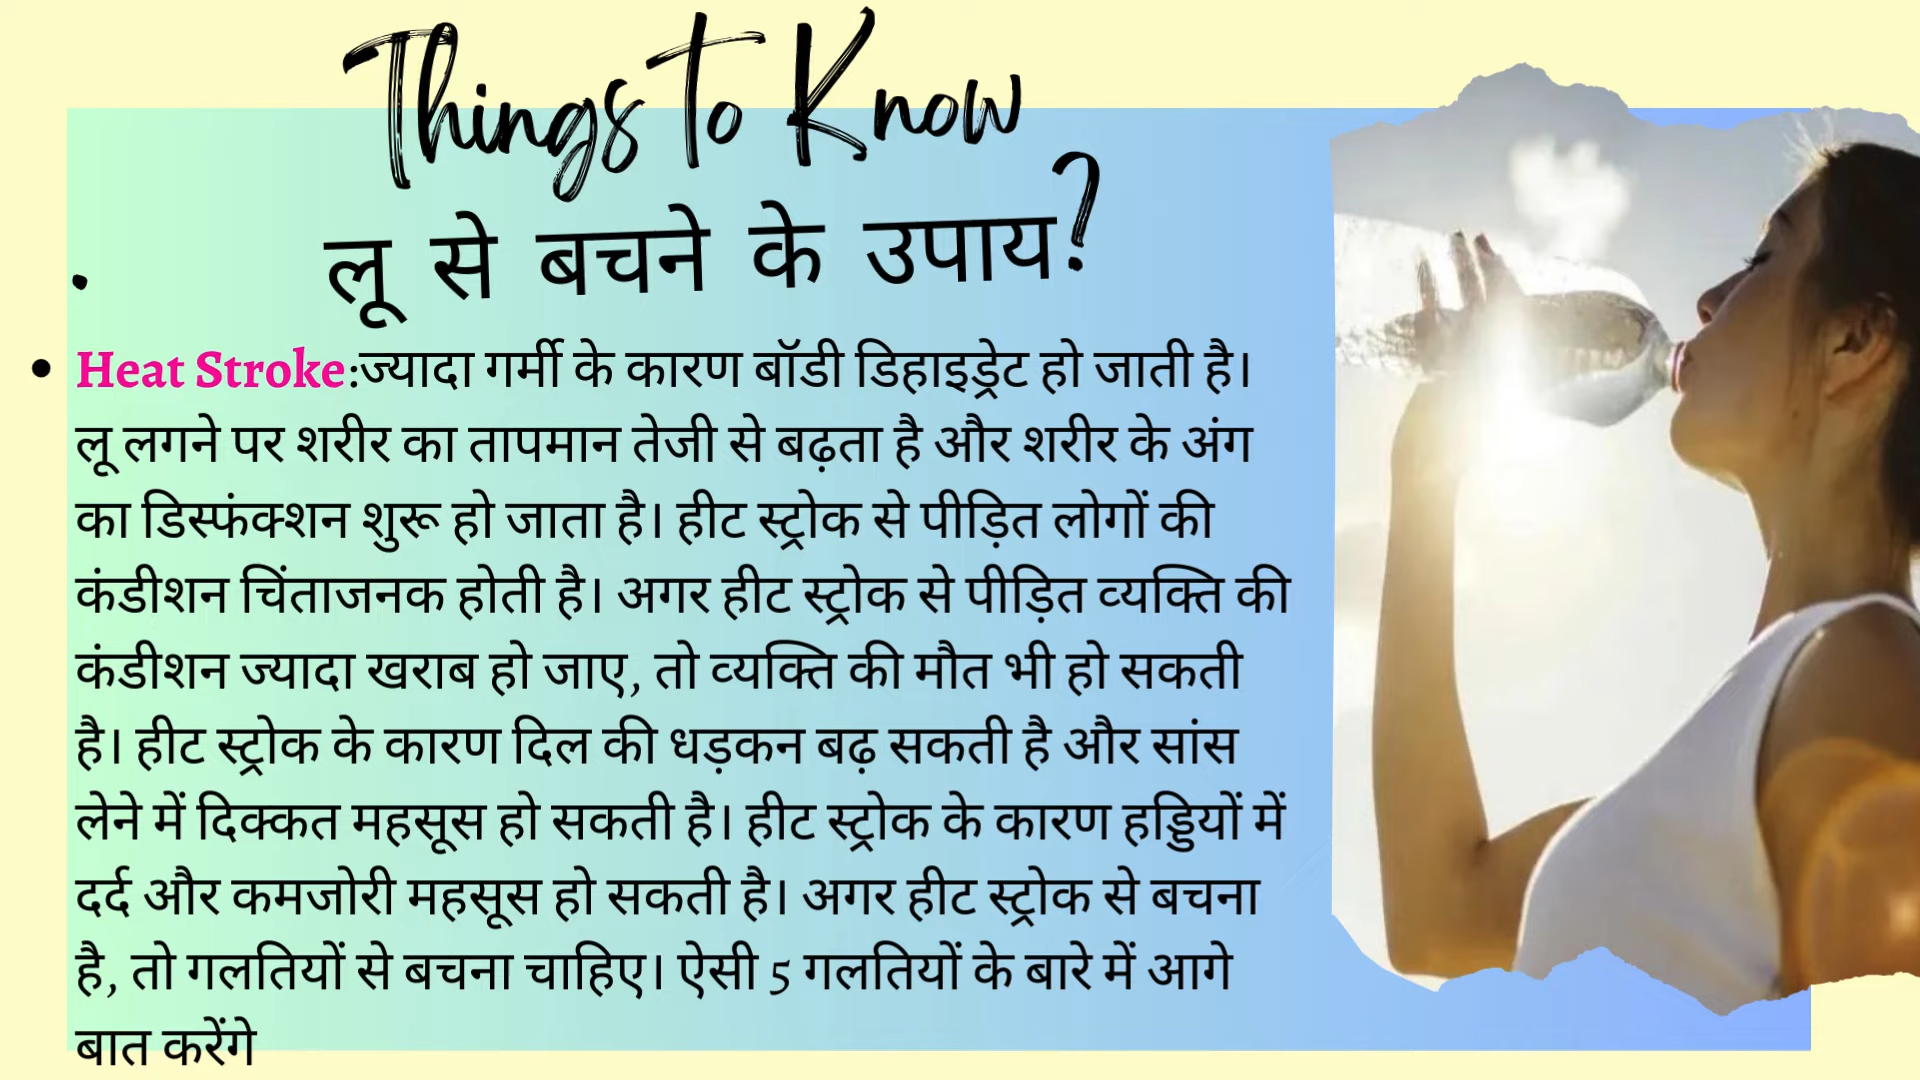 Things to Know
लू से बचने के उपाय?
• Heat Stroke:ज्यादा गर्मी के कारण बॉडी डिहाइड्रेट हो जाती है।
लू लगने पर शरीर का तापमान तेजी से बढ़ता है और शरीर के अंग
का डिस्फंक्शन शुरू हो जाता है। हीट स्ट्रोक से पीड़ित लोगों की
कंडीशन चिंताजनक होती है। अगर हीट स्ट्रोक से पीड़ित व्यक्ति की
कंडीशन ज्यादा खराब हो जाए, तो व्यक्ति की मौत भी हो सकती
है। हीट स्ट्रोक के कारण दिल की धड़कन बढ़ सकती है और सांस
लेने में दिक्कत महसूस हो सकती है। हीट स्ट्रोक के कारण हड्डियों में
दर्द और कमजोरी महसूस हो सकती है। अगर हीट स्ट्रोक से बचना
है, तो गलतियों से बचना चाहिए। ऐसी 5 गलतियों के बारे में आगे
बात करेंगे